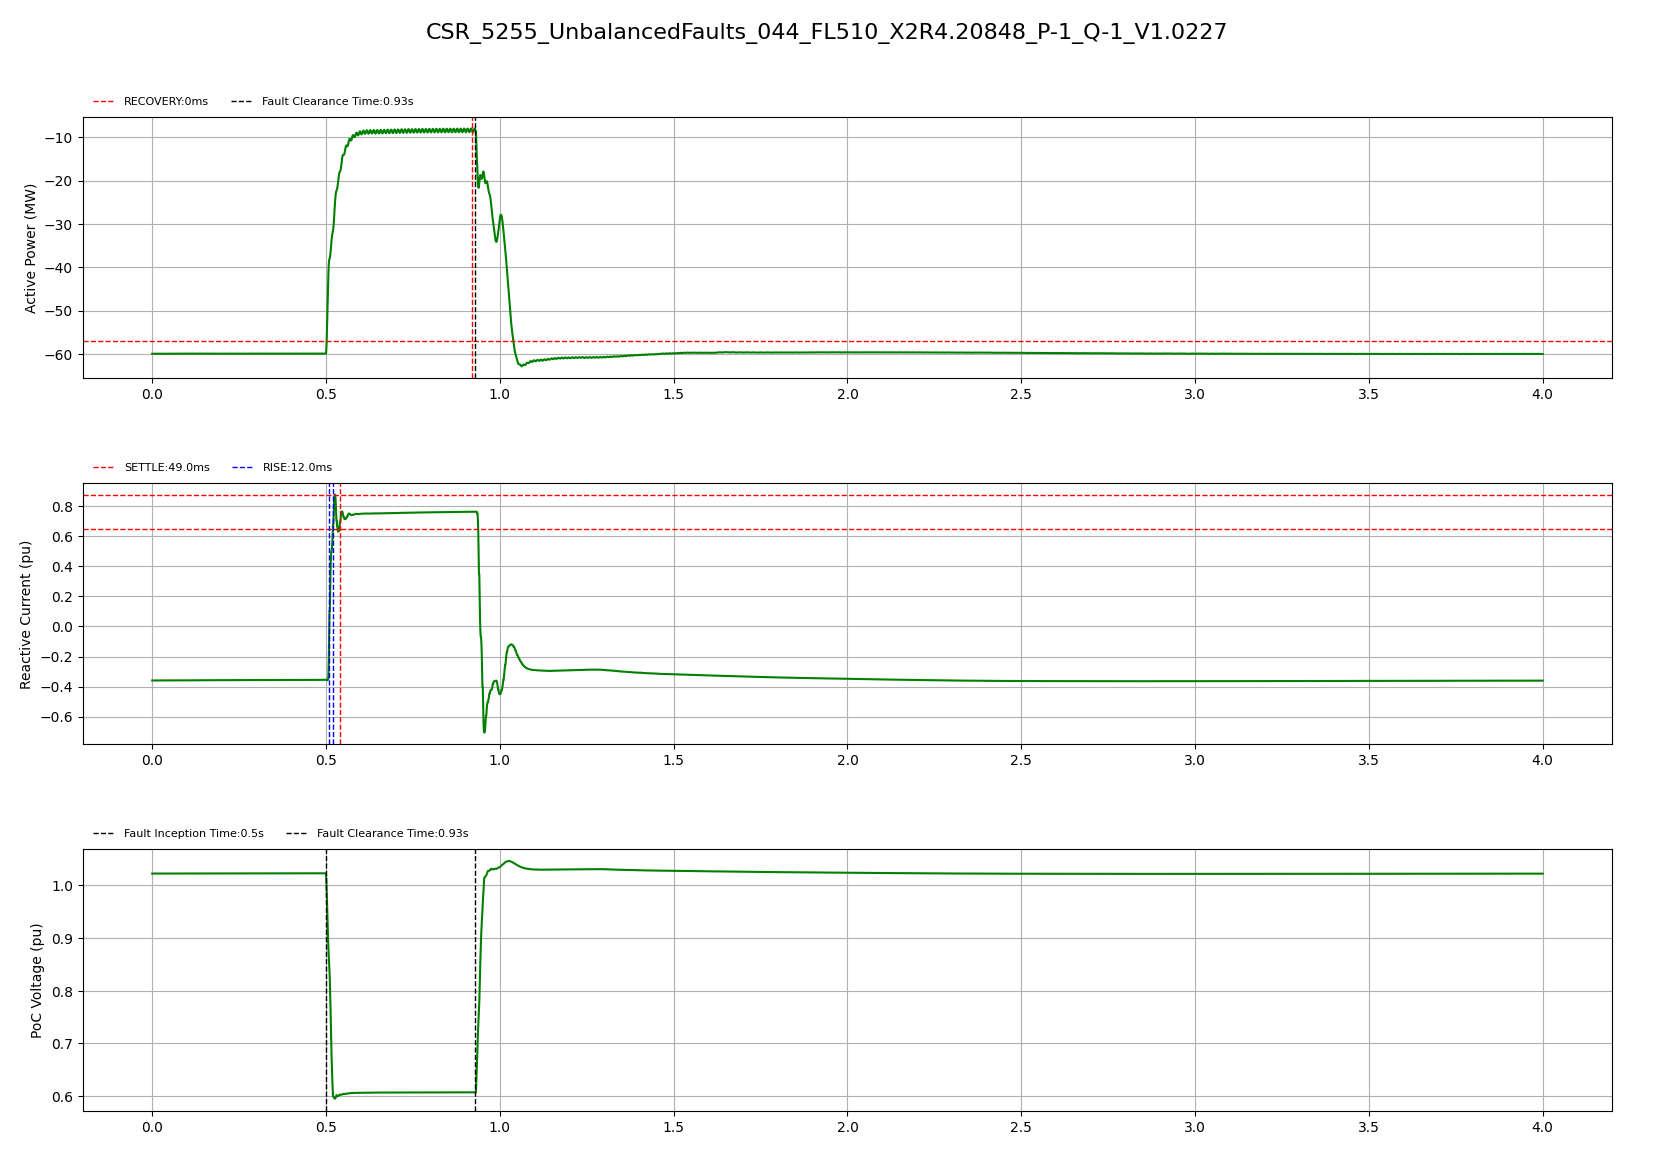 CSR_5255_UnbalancedFaults_044_FL510_X2R4.20848_P-1_Q-1_V1.0227
RECOVERY:0ms Fault Clearance Time:0.93s
Active Power (MW)
−10
−20
−30
−40
−50
−60
0.0 0.5 1.0 1.5 2.0 2.5 3.0 3.5 4.0
SETTLE:49.0ms RISE:12.0ms
Reactive Current (pu)
0.8
0.6
0.4
0.2
0.0
−0.2
−0.4
−0.6
0.0 0.5 1.0 1.5 2.0 2.5 3.0 3.5 4.0
Fault Inception Time:0.5s Fault Clearance Time:0.93s
PoC Voltage (pu)
1.0
0.9
0.8
0.7
0.6
0.0 0.5 1.0 1.5 2.0 2.5 3.0 3.5 4.0